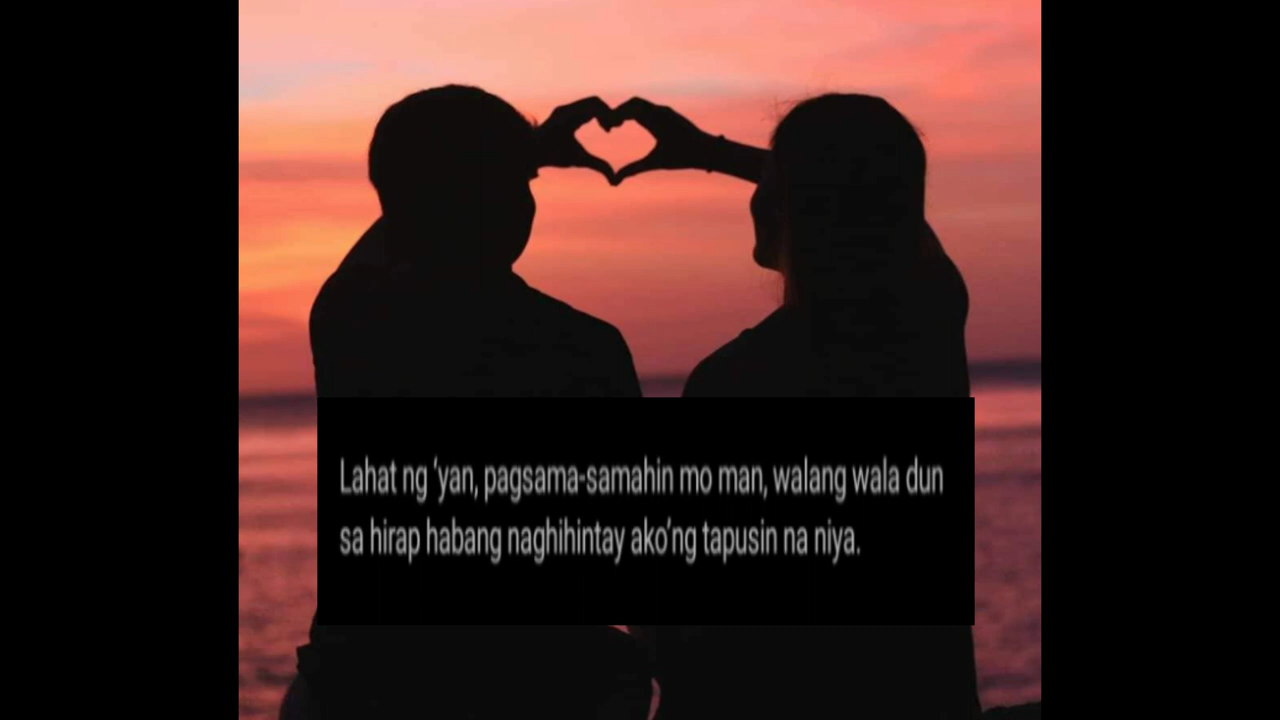 Lahat ng ‘yan, pagsama-samahin mo man, walang wala dun
sa hirap habang naghihintay ako’ng tapusin na niya.